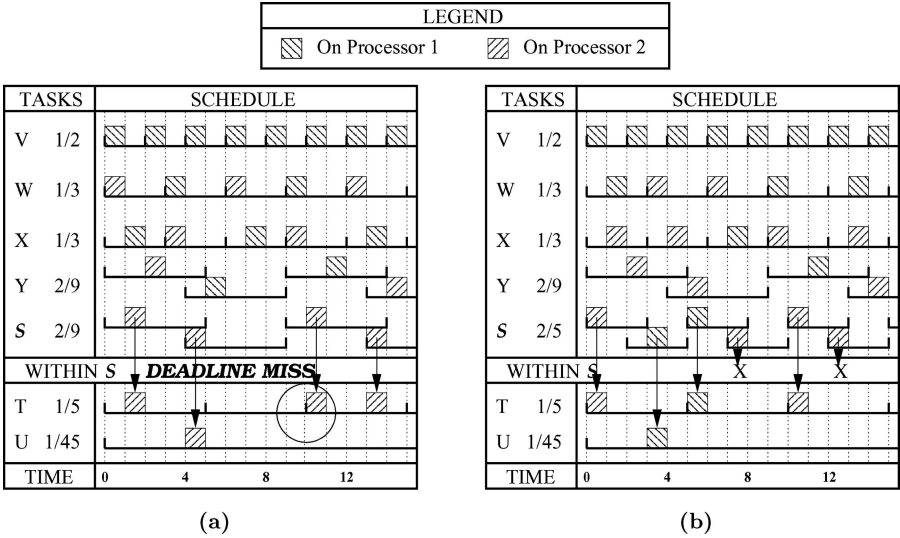 LEGEND
On Processor 1 On Processor 2
TASKS SCHEDULE
V 1/2
W 1/3
X 1/3
Y 2/9
S 2/9
WITHIN S DEADLINE MISS
T 1/5
U 1/45
TIME 0 4 8 12
(a)
TASKS SCHEDULE
V 1/2
W 1/3
X 1/3
Y 2/9
S 2/5
WITHIN S X X
T 1/5
U 1/45
TIME 0 4 8 12
(b)